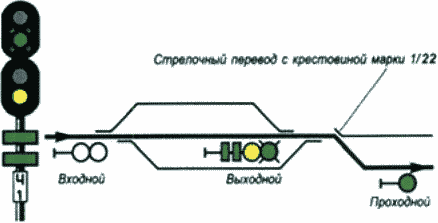 Стрелочный перевод с крестовиной марки 1/22
Ч
1
Входной
Выходной
Проходной